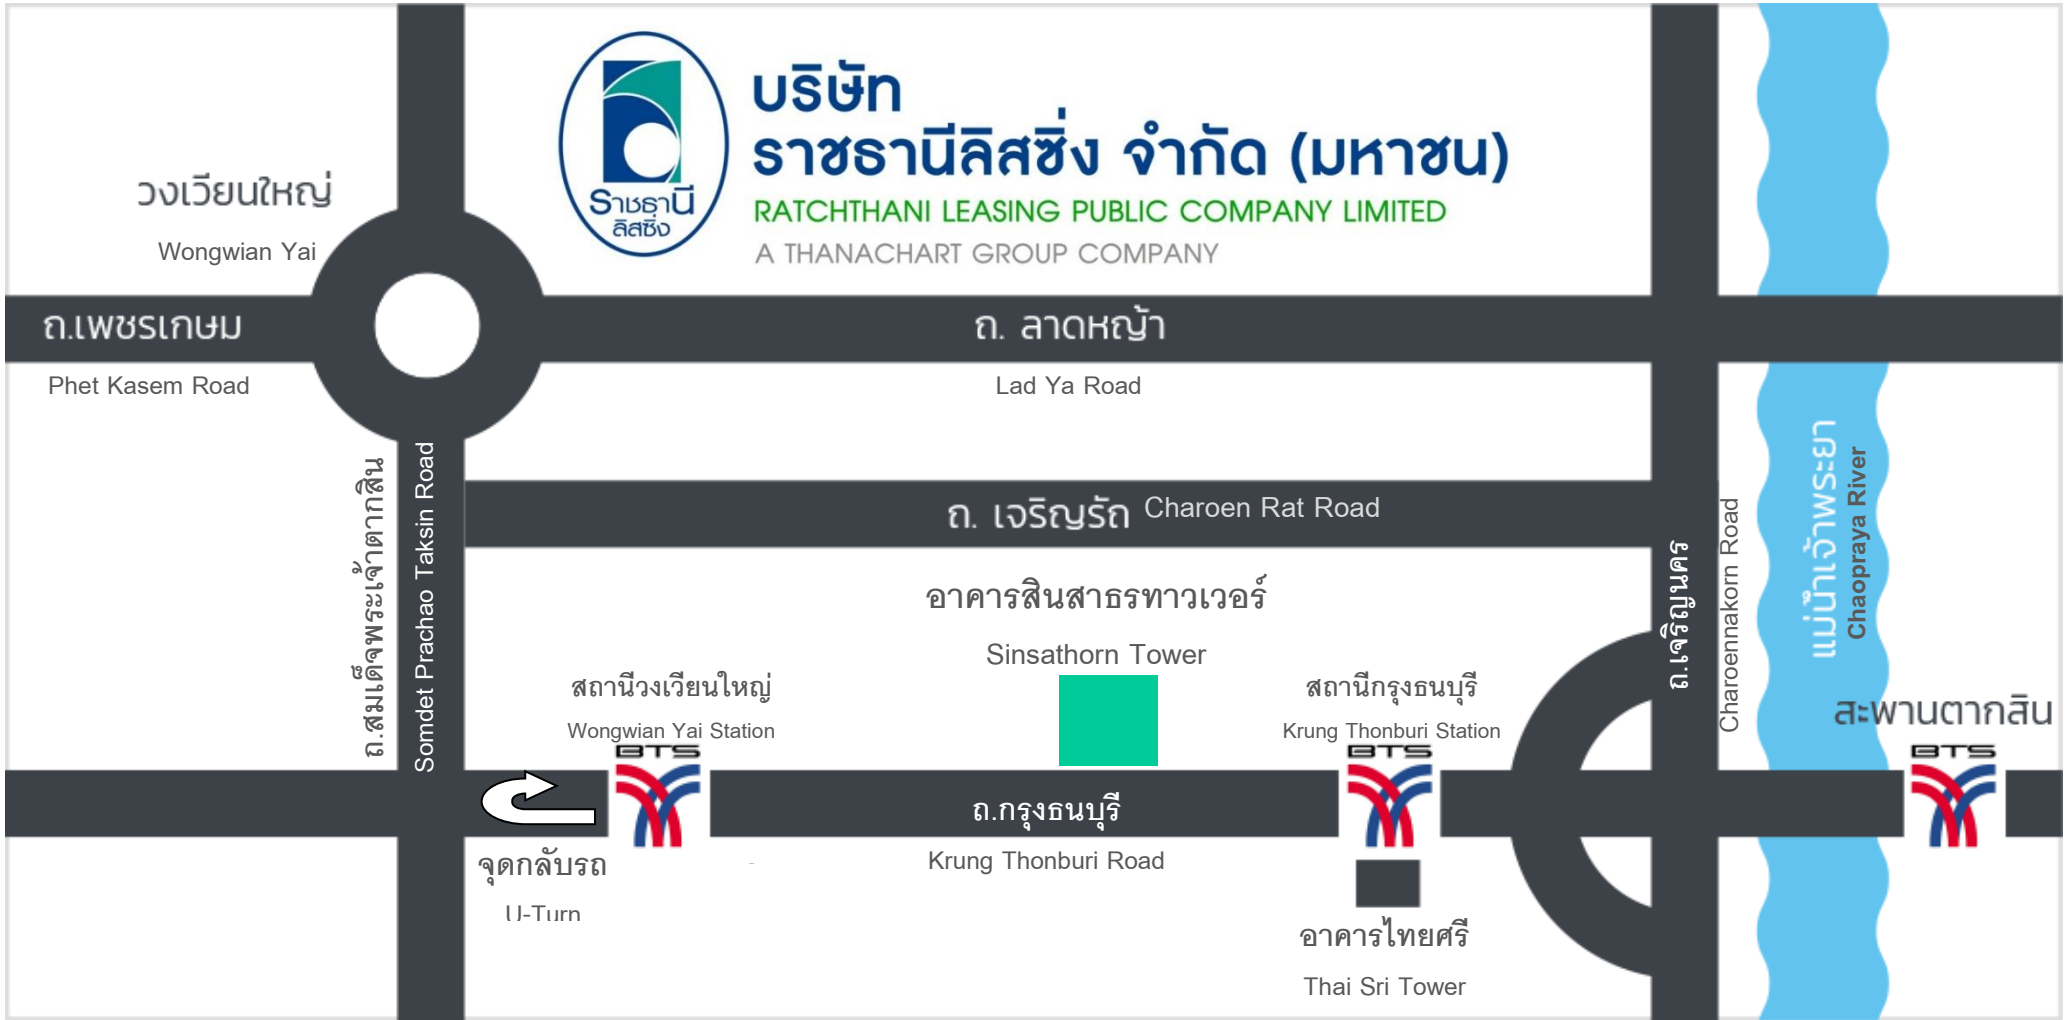 บริษัท
ราชธานีลิสซิ่ง จำกัด (มหาชน)
RATCHTHANI LEASING PUBLIC COMPANY LIMITED
A THANACHART GROUP COMPANY
ราชธานี
ลิสซิ่ง
วงเวียนใหญ่
Wongwian Yai
ถ.เพชรเกษม
Phet Kasem Road
ถ. ลาดหญ้า
Lad Ya Road
ถ.สมเด็จพระเจ้าตากสิน
Somdet Prachao Taksin Road
ถ. เจริญรัถ Charoen Rat Road
ถ.เจริญนคร
Charoennakorn Road
แม่น้ำเจ้าพระยา
Chaopraya River
อาคารสินสาธรทาวเวอร์
Sinsathorn Tower
สถานีวงเวียนใหญ่
Wongwian Yai Station
BTS
สถานีกรุงธนบุรี
Krung Thonburi Station
BTS
สะพานตากสิน
BTS
ถ.กรุงธนบุรี
Krung Thonburi Road
จุดกลับรถ
U-Turn
อาคารไทยศรี
Thai Sri Tower